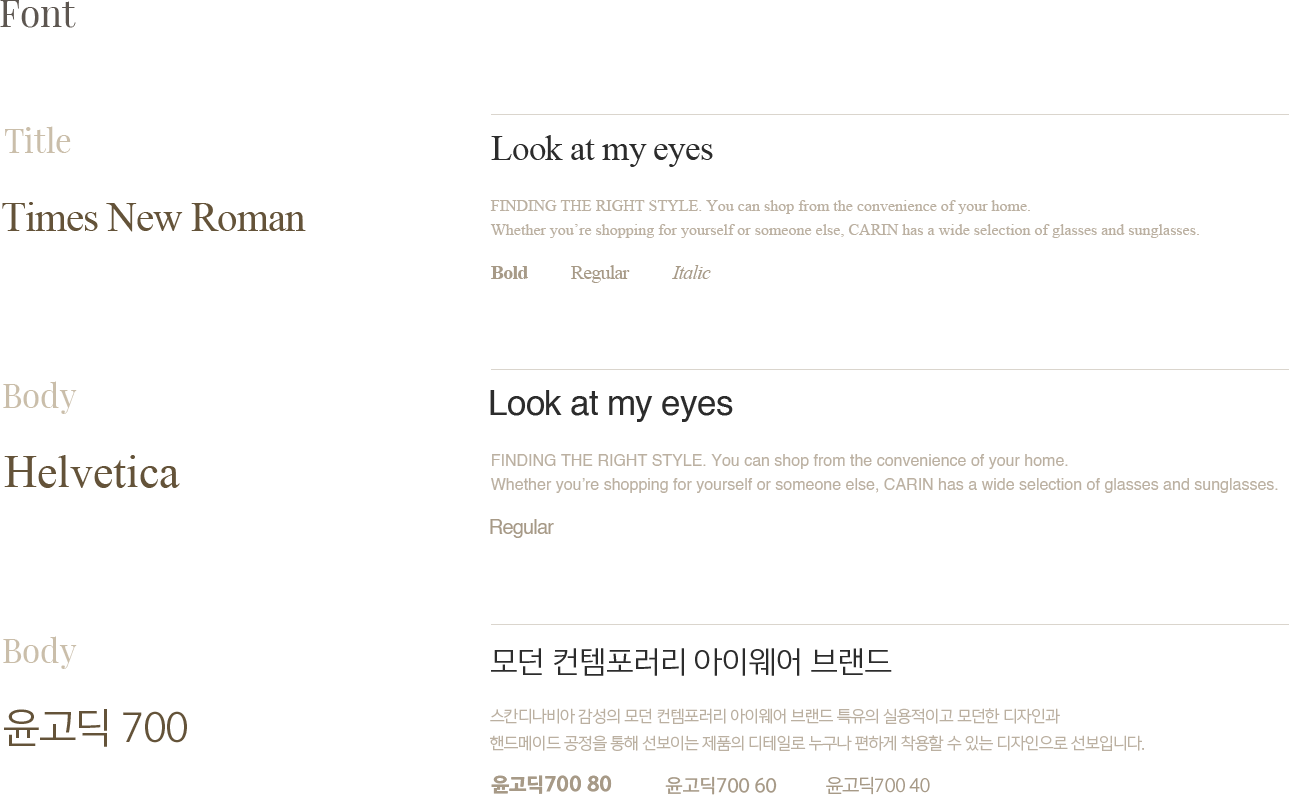 Font
Title
Times New Roman
Look at my eyes
FINDING THE RIGHT STYLE. You can shop from the convenience of your home.
Whether you’re shopping for yourself or someone else, CARIN has a wide selection of glasses and sunglasses.
Bold Regular Italic
Body
Helvetica
Look at my eyes
FINDING THE RIGHT STYLE. You can shop from the convenience of your home.
Whether you’re shopping for yourself or someone else, CARIN has a wide selection of glasses and sunglasses.
Regular
Body
윤고딕 700
모던 컨템포러리 아이웨어 브랜드
스칸디나비아 감성의 모던 컨템포러리 아이웨어 브랜드 특유의 실용적이고 모던한 디자인과
핸드메이드 공정을 통해 선보이는 제품의 디테일로 누구나 편하게 착용할 수 있는 디자인으로 선보입니다.
윤고딕700 80 윤고딕700 60 윤고딕700 40